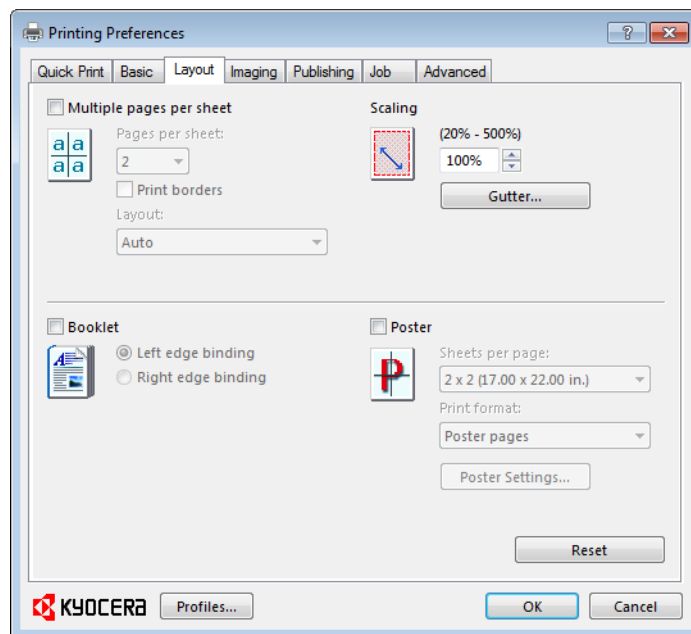 Printing Preferences
Quick Print Basic Layout Imaging Publishing Job Advanced
Multiple pages per sheet
Pages per sheet:
2
Print borders
Layout:
Auto
Scaling
(20% - 500%)
100%
Gutter...
Booklet
Left edge binding
Right edge binding
Poster
Sheets per page:
2 x 2 (17.00 x 22.00 in.)
Print format:
Poster pages
Poster Settings...
Reset
KYOCERA Profiles... OK Cancel